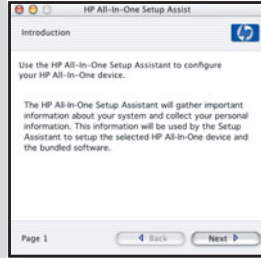 HP All-In-One Setup Assist
Introduction
hp
Use the HP All-In-One Setup Assistant to configure
your HP All-In-One device.
The HP All-In-One Setup Assistant will gather important
information about your system and collect your personal
information. This information will be used by the Setup
Assistant to setup the selected HP All-In-One device and
the bundled software.
Page 1
Back
Next